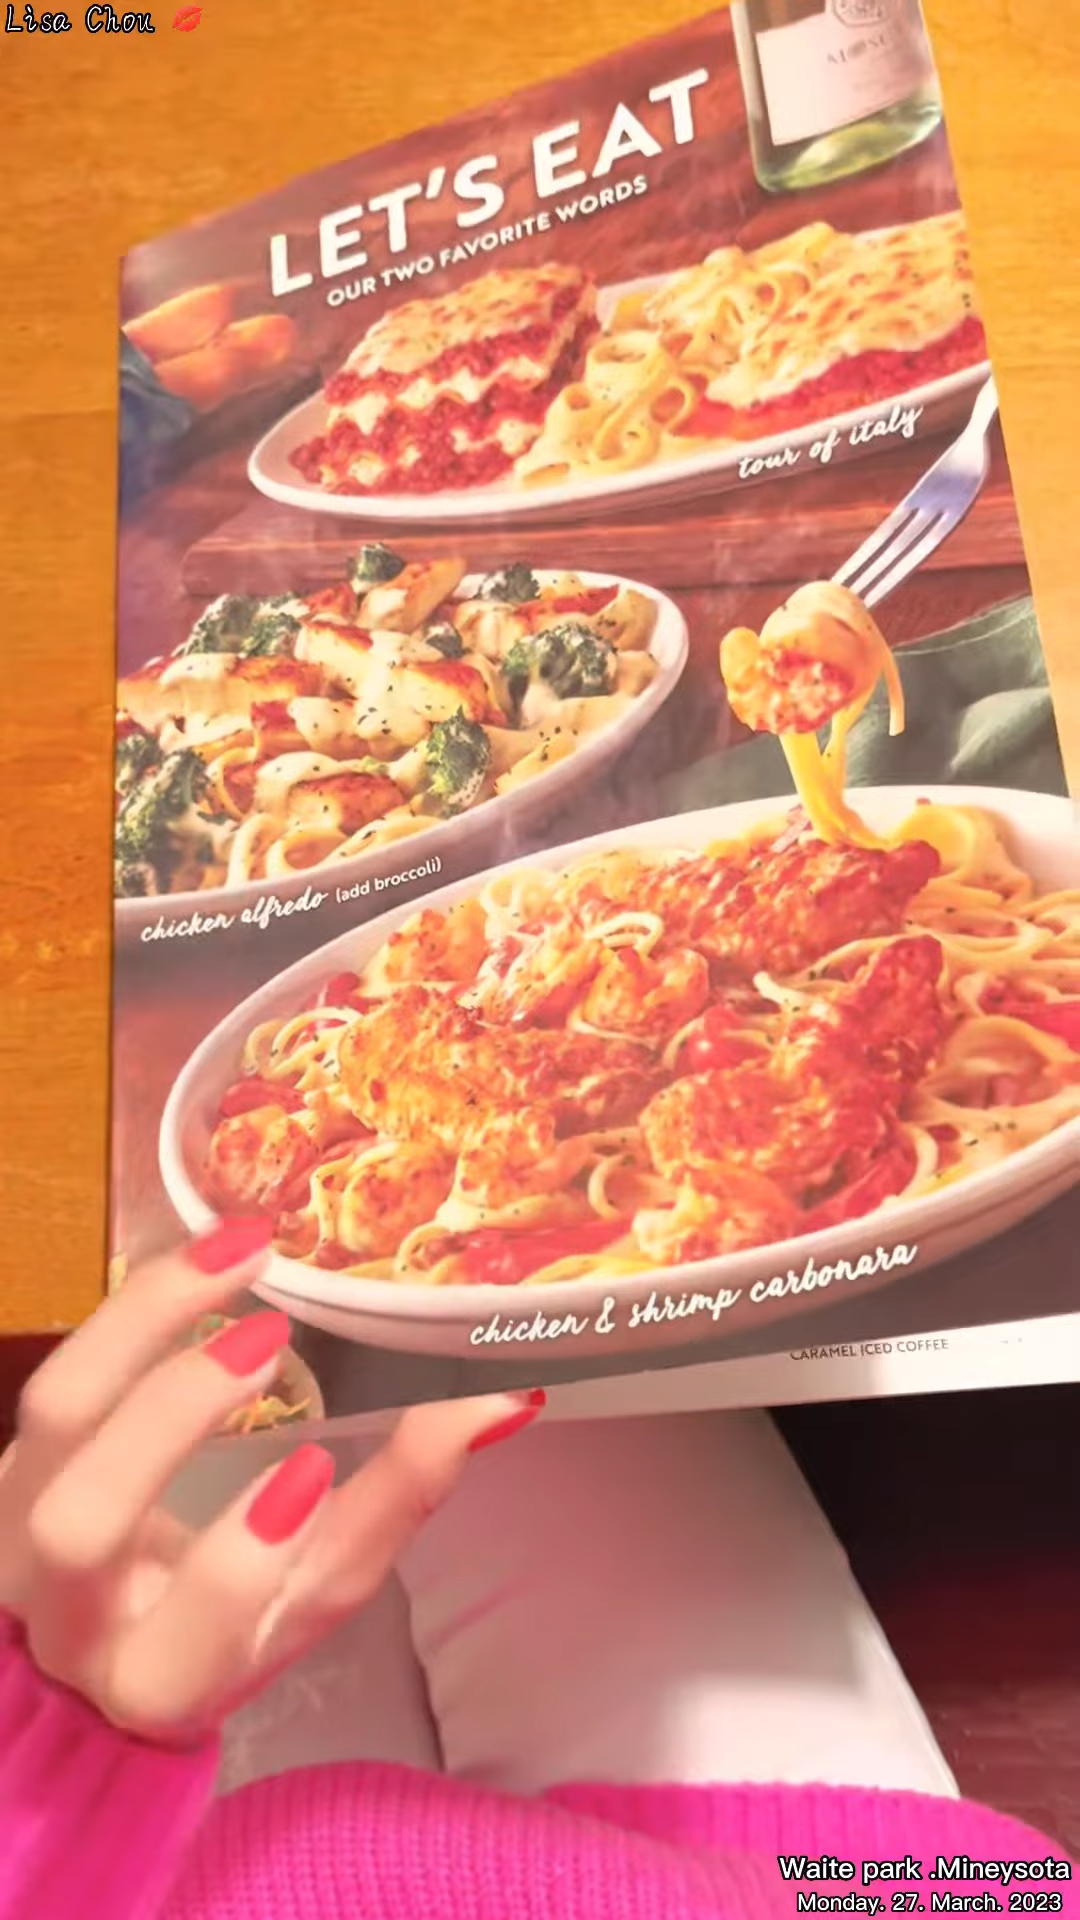 Lisa Chou 💋
LET'S EAT
OUR TWO FAVORITE WORDS
tour of italy
chicken alfredo (add broccoli)
chicken & shrimp carbonara
CARAMEL ICED COFFEE
Waite park .Mineysota
Monday. 27. March. 2023